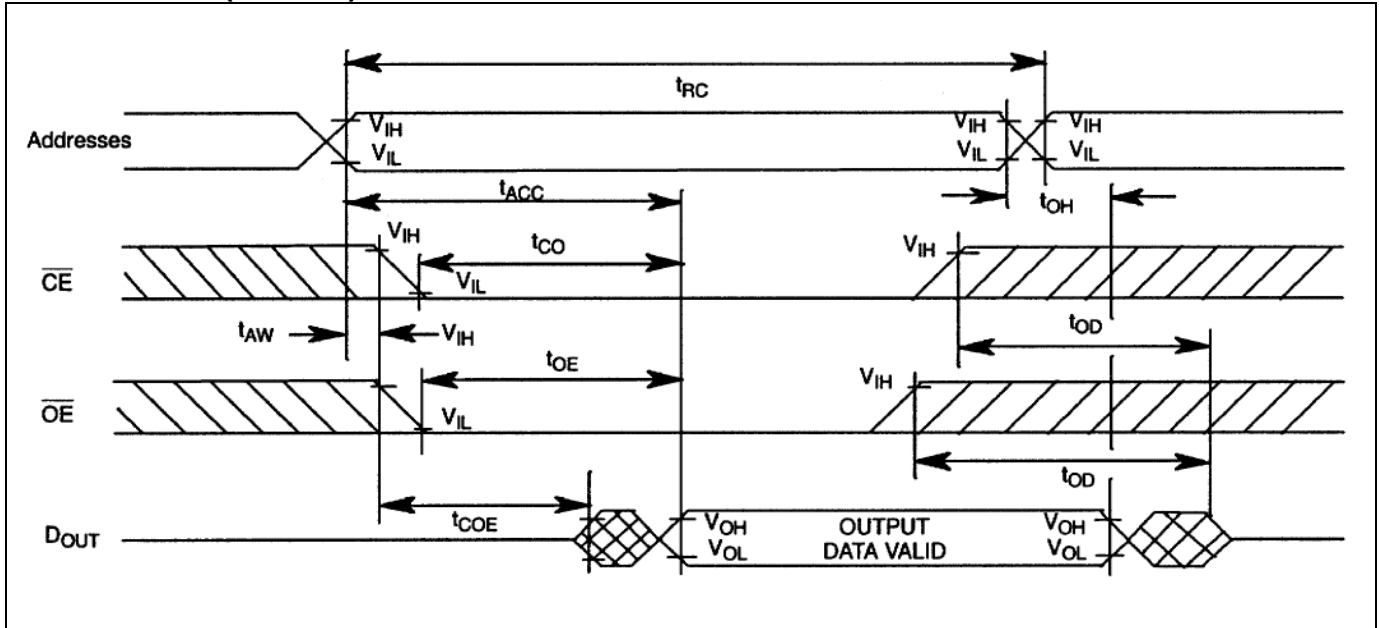 tRC
Addresses
VIH
VIH
VIH
VIL
VIL
VIL
tACC
tOH
VIH
tCO
VIH
CE
VIL
tAW
VIH
tOD
tOE
VIH
OE
VIL
tOD
tCOE
DOUT
VOH
OUTPUT
VOH
VOL
DATA VALID
VOL